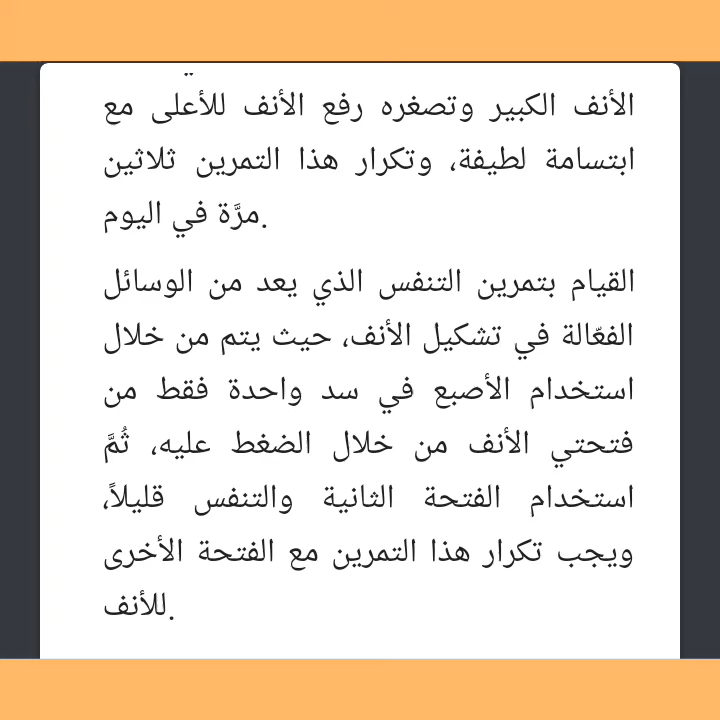 الأنف الكبير وتصغره رفع الأنف للأعلى مع
ابتسامة لطيفة، وتكرار هذا التمرين ثلاثين
مرَّة في اليوم.
القيام بتمرين التنفس الذي يعد من الوسائل
الفعّالة في تشكيل الأنف، حيث يتم من خلال
استخدام الأصبع في سد واحدة فقط من
فتحتي الأنف من خلال الضغط عليه، ثُمَّ
استخدام الفتحة الثانية والتنفس قليلاً،
ويجب تكرار هذا التمرين مع الفتحة الأخرى
للأنف.